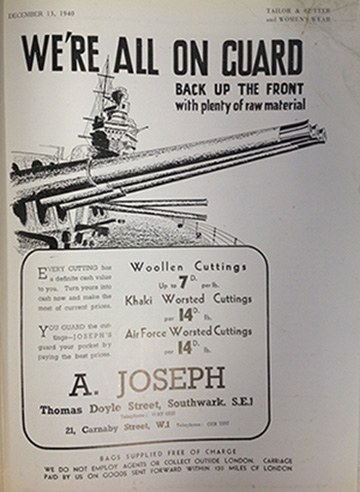 DECEMBER 13, 1940
TAILOR & CUTTER
and WOMEN'S WEAR
WE'RE ALL ON GUARD
BACK UP THE FRONT
with plenty of raw material
EVERY CUTTING has
a definite cash value
to you. Turn yours into
cash now and make the
most of current prices.
YOU GUARD the cut-
tings—JOSEPH'S
guard your pocket by
paying the best prices.
Woollen Cuttings
Up to 7D. per lb.
Khaki Worsted Cuttings
per 14D. lb.
Air Force Worsted Cuttings
per 14D. lb.
A. JOSEPH
Thomas Doyle Street, Southwark. S.E.1
Telephone:
21, Carnaby Street, W.1 Telephone: GER
BAGS SUPPLIED FREE OF CHARGE
WE DO NOT EMPLOY AGENTS OR COLLECT OUTSIDE LONDON. CARRIAGE
PAID BY US ON GOODS SENT FORWARD WITHIN 120 MILES OF LONDON